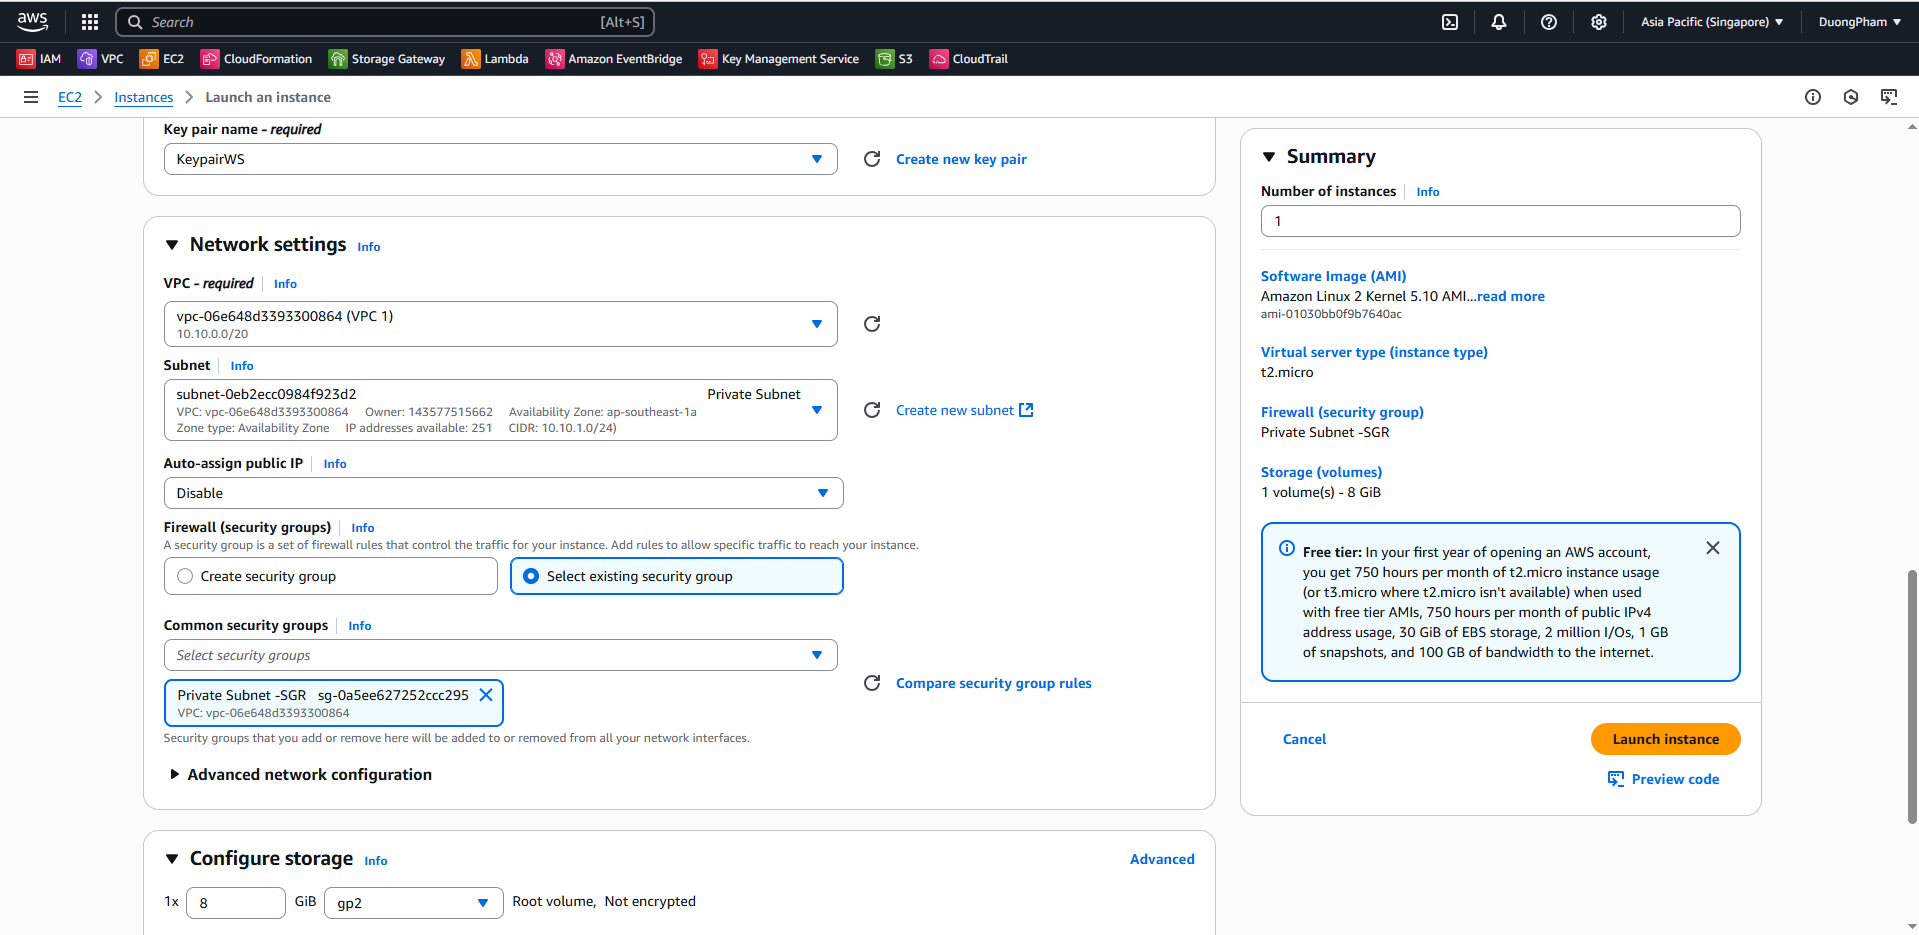 aws
Search [Alt+S]
Asia Pacific (Singapore)
DuongPham
IAM VPC EC2 CloudFormation Storage Gateway Lambda Amazon EventBridge Key Management Service S3 CloudTrail
EC2 Instances Launch an instance
Key pair name - required
KeypairWS
Create new key pair
Network settings Info
VPC - required Info
vpc-06e648d3393300864 (VPC 1)
10.10.0.0/20
Subnet Info
subnet-0eb2ecc0984f923d2 Private Subnet
VPC: vpc-06e648d3393300864 Owner: 143577515662 Availability Zone: ap-southeast-1a
Zone type: Availability Zone IP addresses available: 251 CIDR: 10.10.1.0/24)
Create new subnet
Auto-assign public IP Info
Disable
Firewall (security groups) Info
A security group is a set of firewall rules that control the traffic for your instance. Add rules to allow specific traffic to reach your instance.
Create security group
Select existing security group
Common security groups Info
Select security groups
Private Subnet -SGR sg-0a5ee627252ccc295
VPC: vpc-06e648d3393300864
Compare security group rules
Security groups that you add or remove here will be added to or removed from all your network interfaces.
Advanced network configuration
Configure storage Info
Advanced
1x 8 GiB gp2 Root volume, Not encrypted
Summary
Number of instances Info
1
Software Image (AMI)
Amazon Linux 2 Kernel 5.10 AMI...read more
ami-01030bb0f9b7640ac
Virtual server type (instance type)
t2.micro
Firewall (security group)
Private Subnet -SGR
Storage (volumes)
1 volume(s) - 8 GiB
Free tier: In your first year of opening an AWS account,
you get 750 hours per month of t2.micro instance usage
(or t3.micro where t2.micro isn't available) when used
with free tier AMIs, 750 hours per month of public IPv4
address usage, 30 GiB of EBS storage, 2 million I/Os, 1 GB
of snapshots, and 100 GB of bandwidth to the internet.
Cancel
Launch instance
Preview code